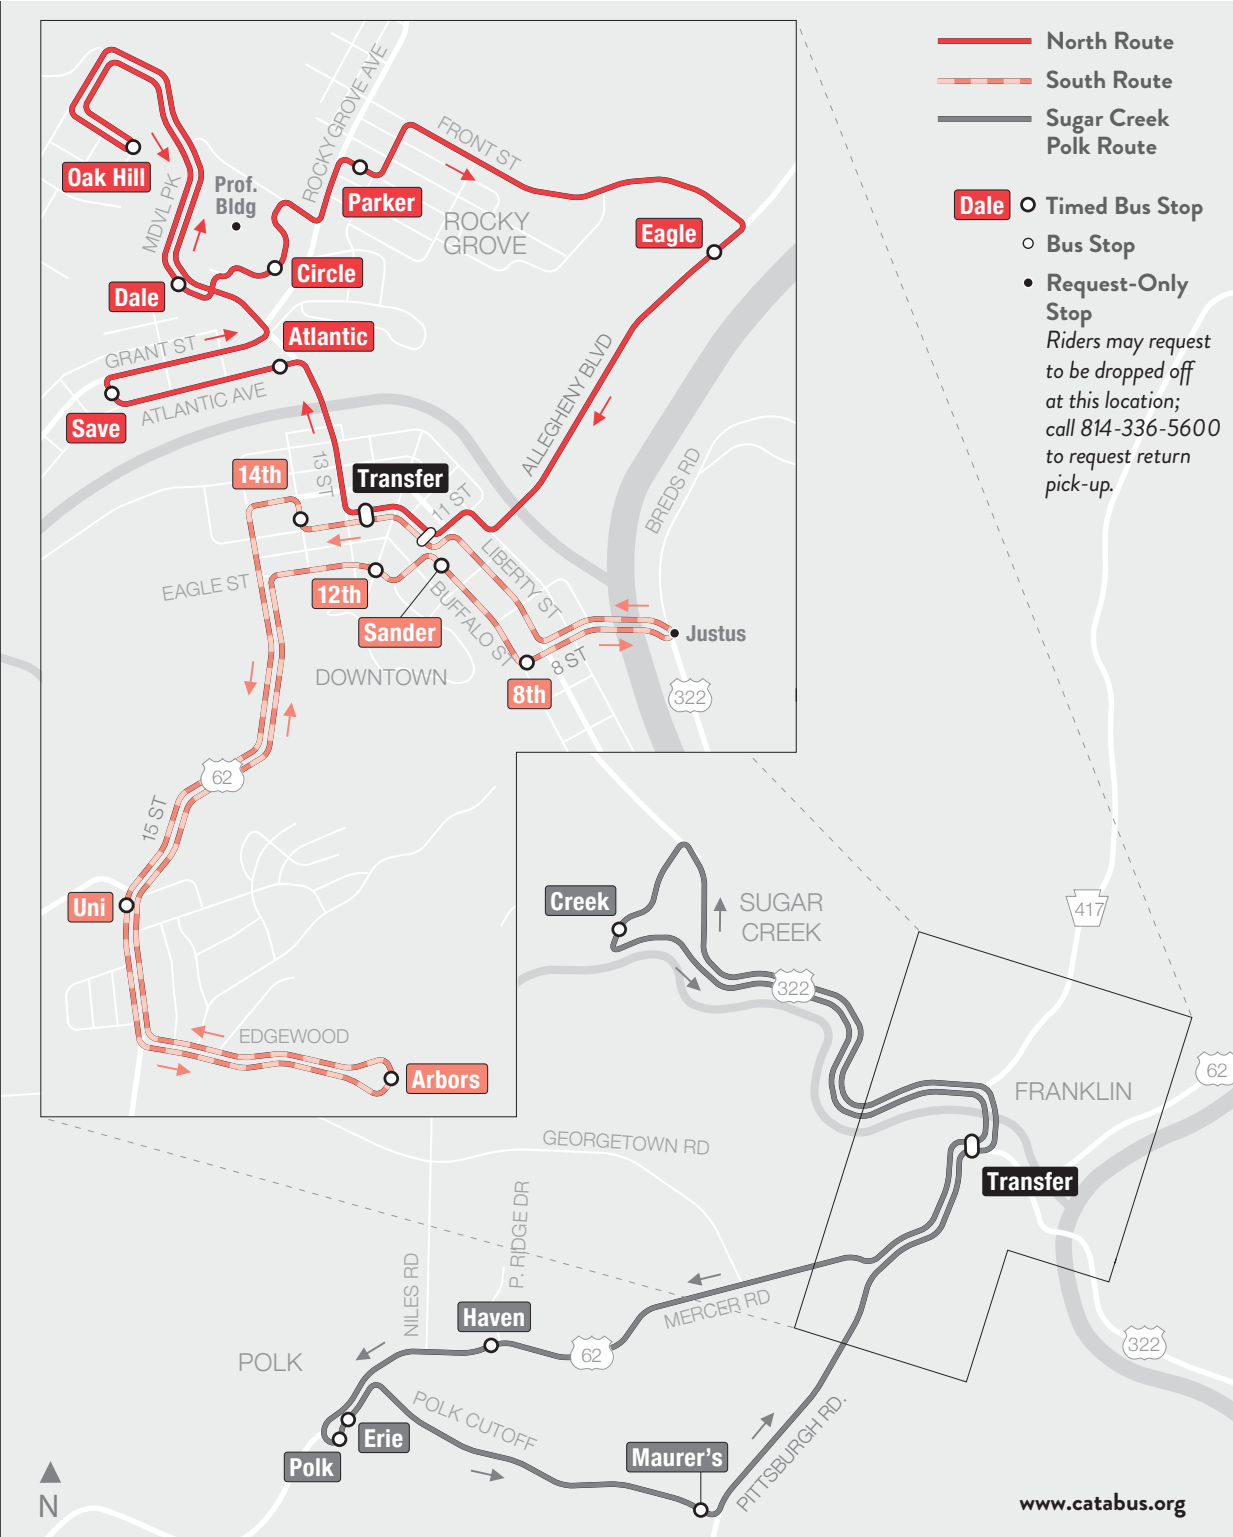 North Route
South Route
Sugar Creek
Polk Route
Dale
Timed Bus Stop
Bus Stop
Request-Only
Stop
Riders may request
to be dropped off
at this location;
call 814-336-5600
to request return
pick-up.
ROCKY GROVE AVE
FRONT ST
Oak Hill
MDVL PK
Prof.
Bldg
Parker
ROCKY
GROVE
Eagle
Circle
Dale
Atlantic
GRANT ST
ATLANTIC AVE
Save
ALLEGHENY BLVD
13 ST
14th
Transfer
11 ST
BREDS RD
LIBERTY ST
EAGLE ST
12th
BUFFALO ST
Sander
Justus
8 ST
DOWNTOWN
8th
322
62
15 ST
Uni
EDGEWOOD
Arbors
Creek
SUGAR
CREEK
322
417
FRANKLIN
62
GEORGETOWN RD
Transfer
P. RIDGE DR
NILES RD
MERCER RD
Haven
62
322
POLK
POLK CUTOFF
PITTSBURGH RD.
Erie
Polk
Maurer's
N
www.catabus.org